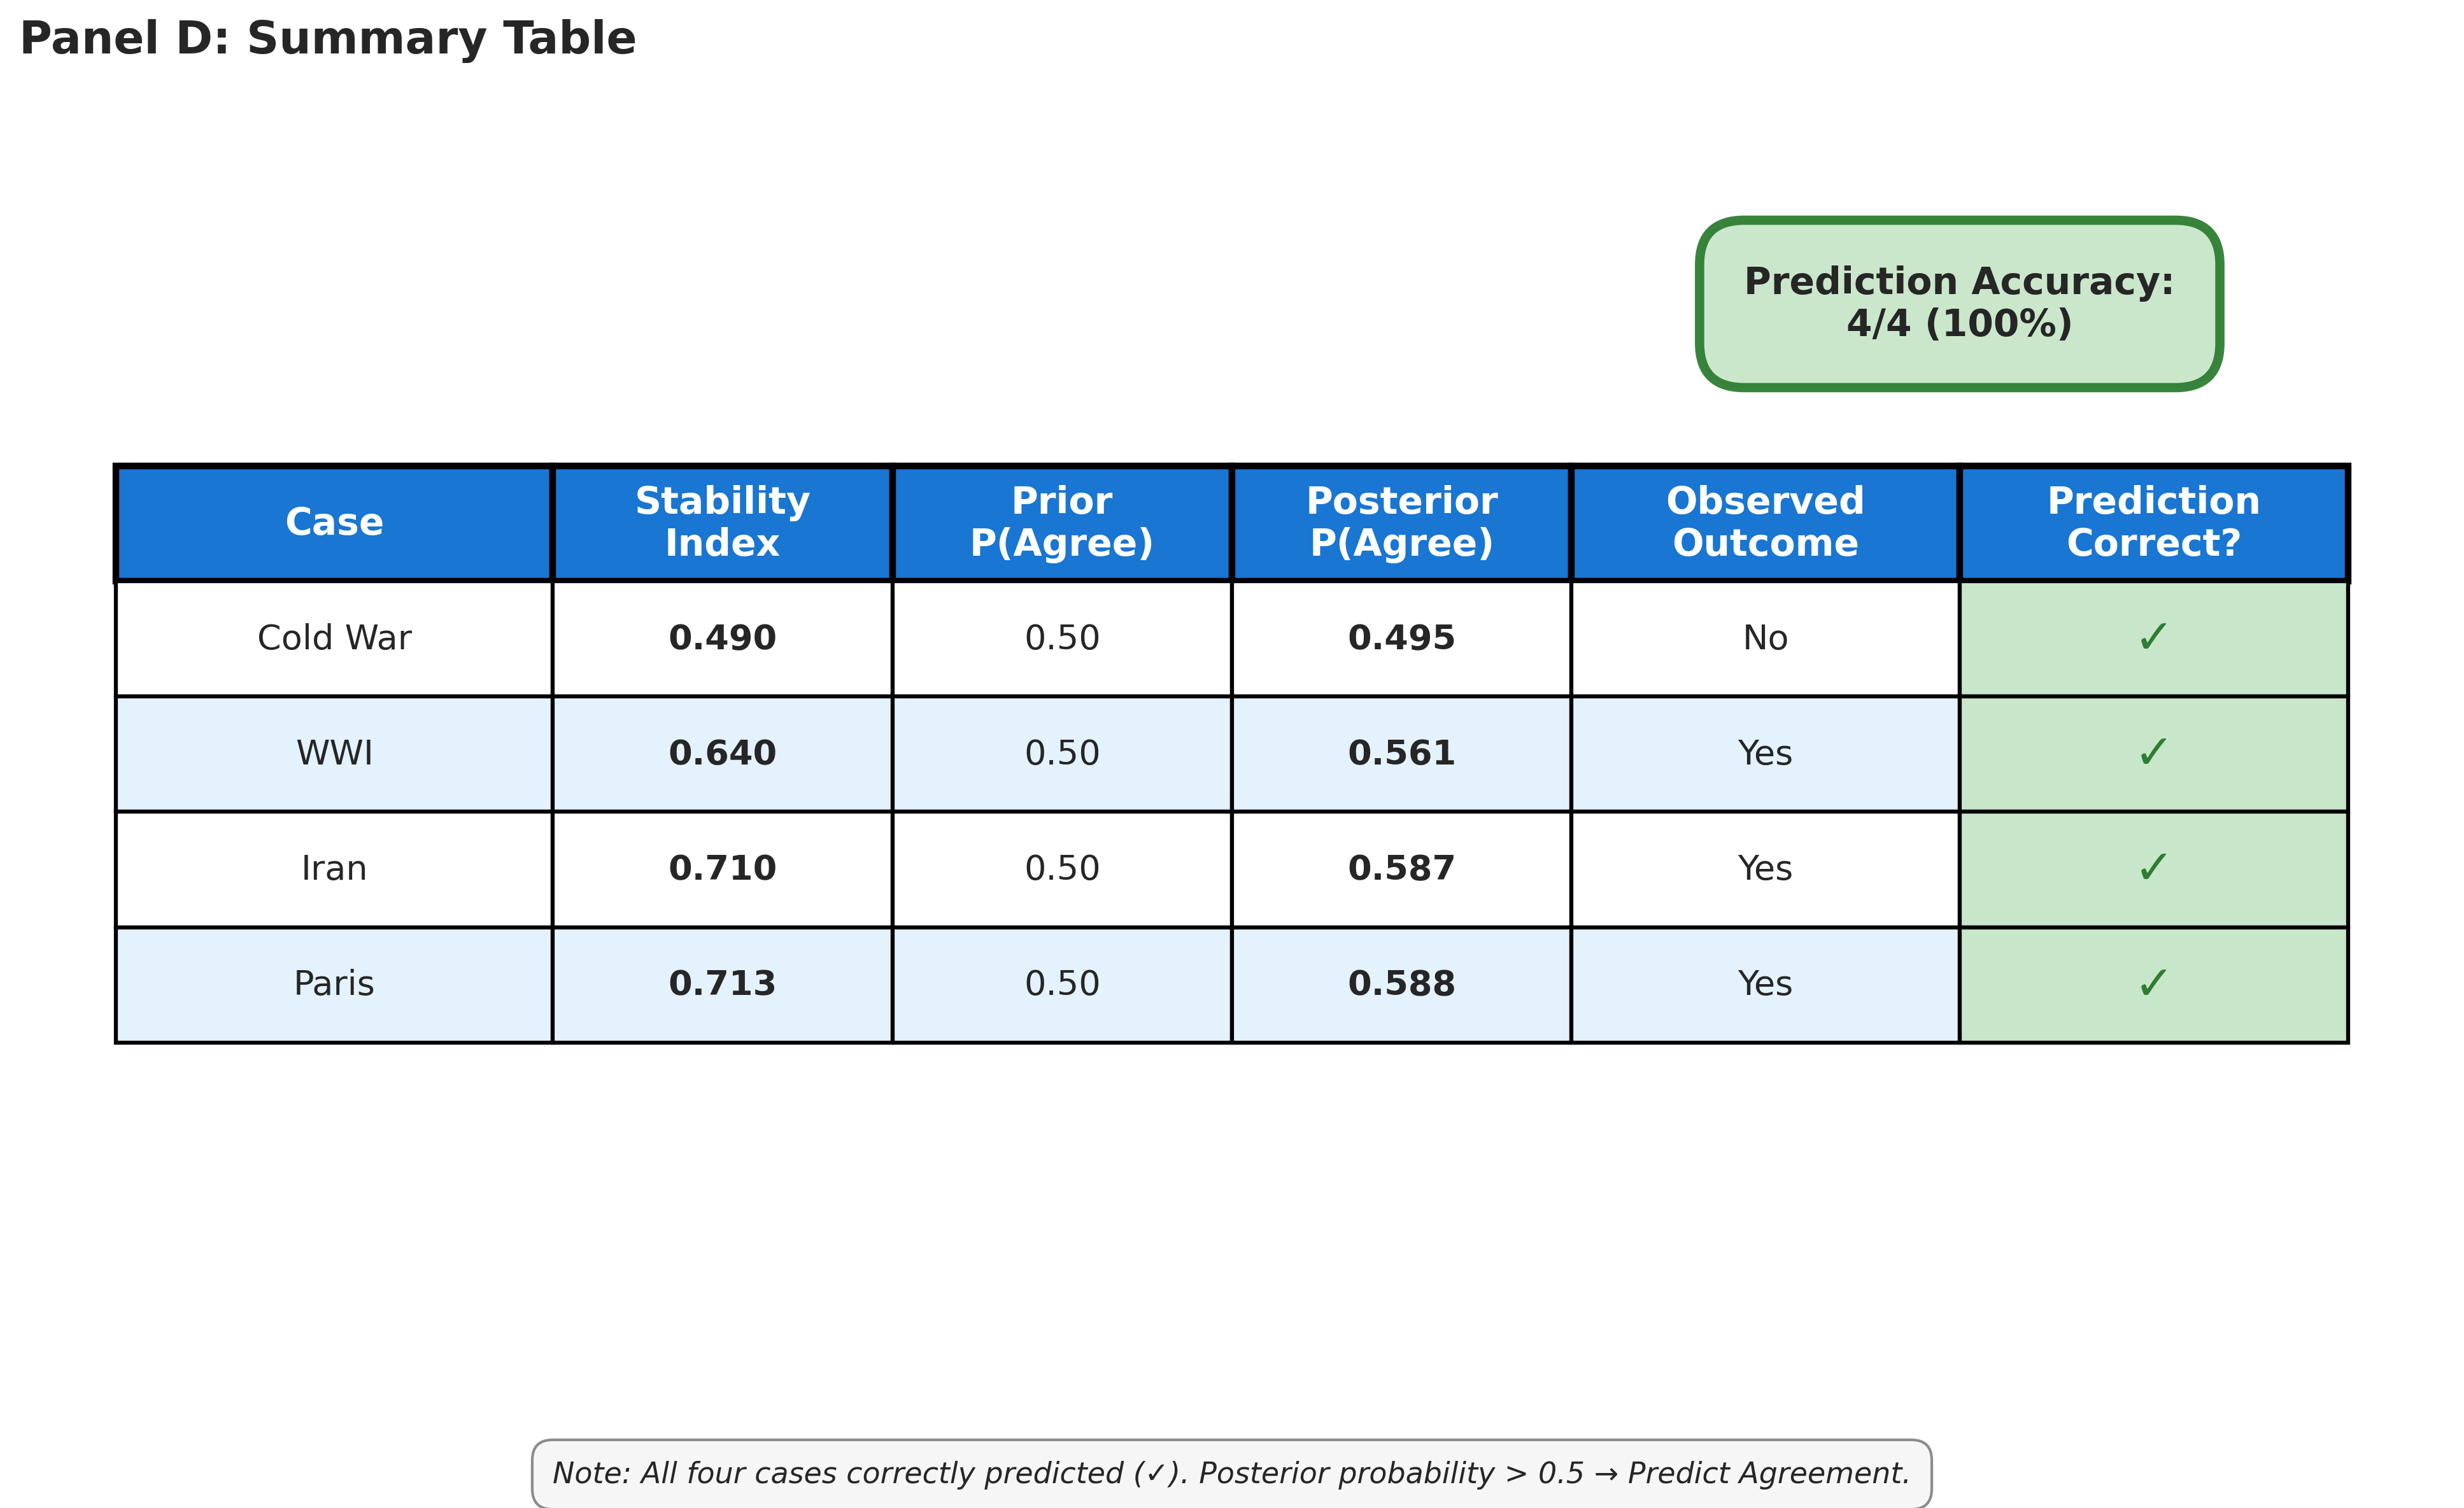 Panel D: Summary Table
Prediction Accuracy:
4/4 (100%)
Case
Stability
Index
Prior
P(Agree)
Posterior
P(Agree)
Observed
Outcome
Prediction
Correct?
Cold War 0.490 0.50 0.495 No ✓
WWI 0.640 0.50 0.561 Yes ✓
Iran 0.710 0.50 0.587 Yes ✓
Paris 0.713 0.50 0.588 Yes ✓
Note: All four cases correctly predicted (✓). Posterior probability > 0.5 → Predict Agreement.